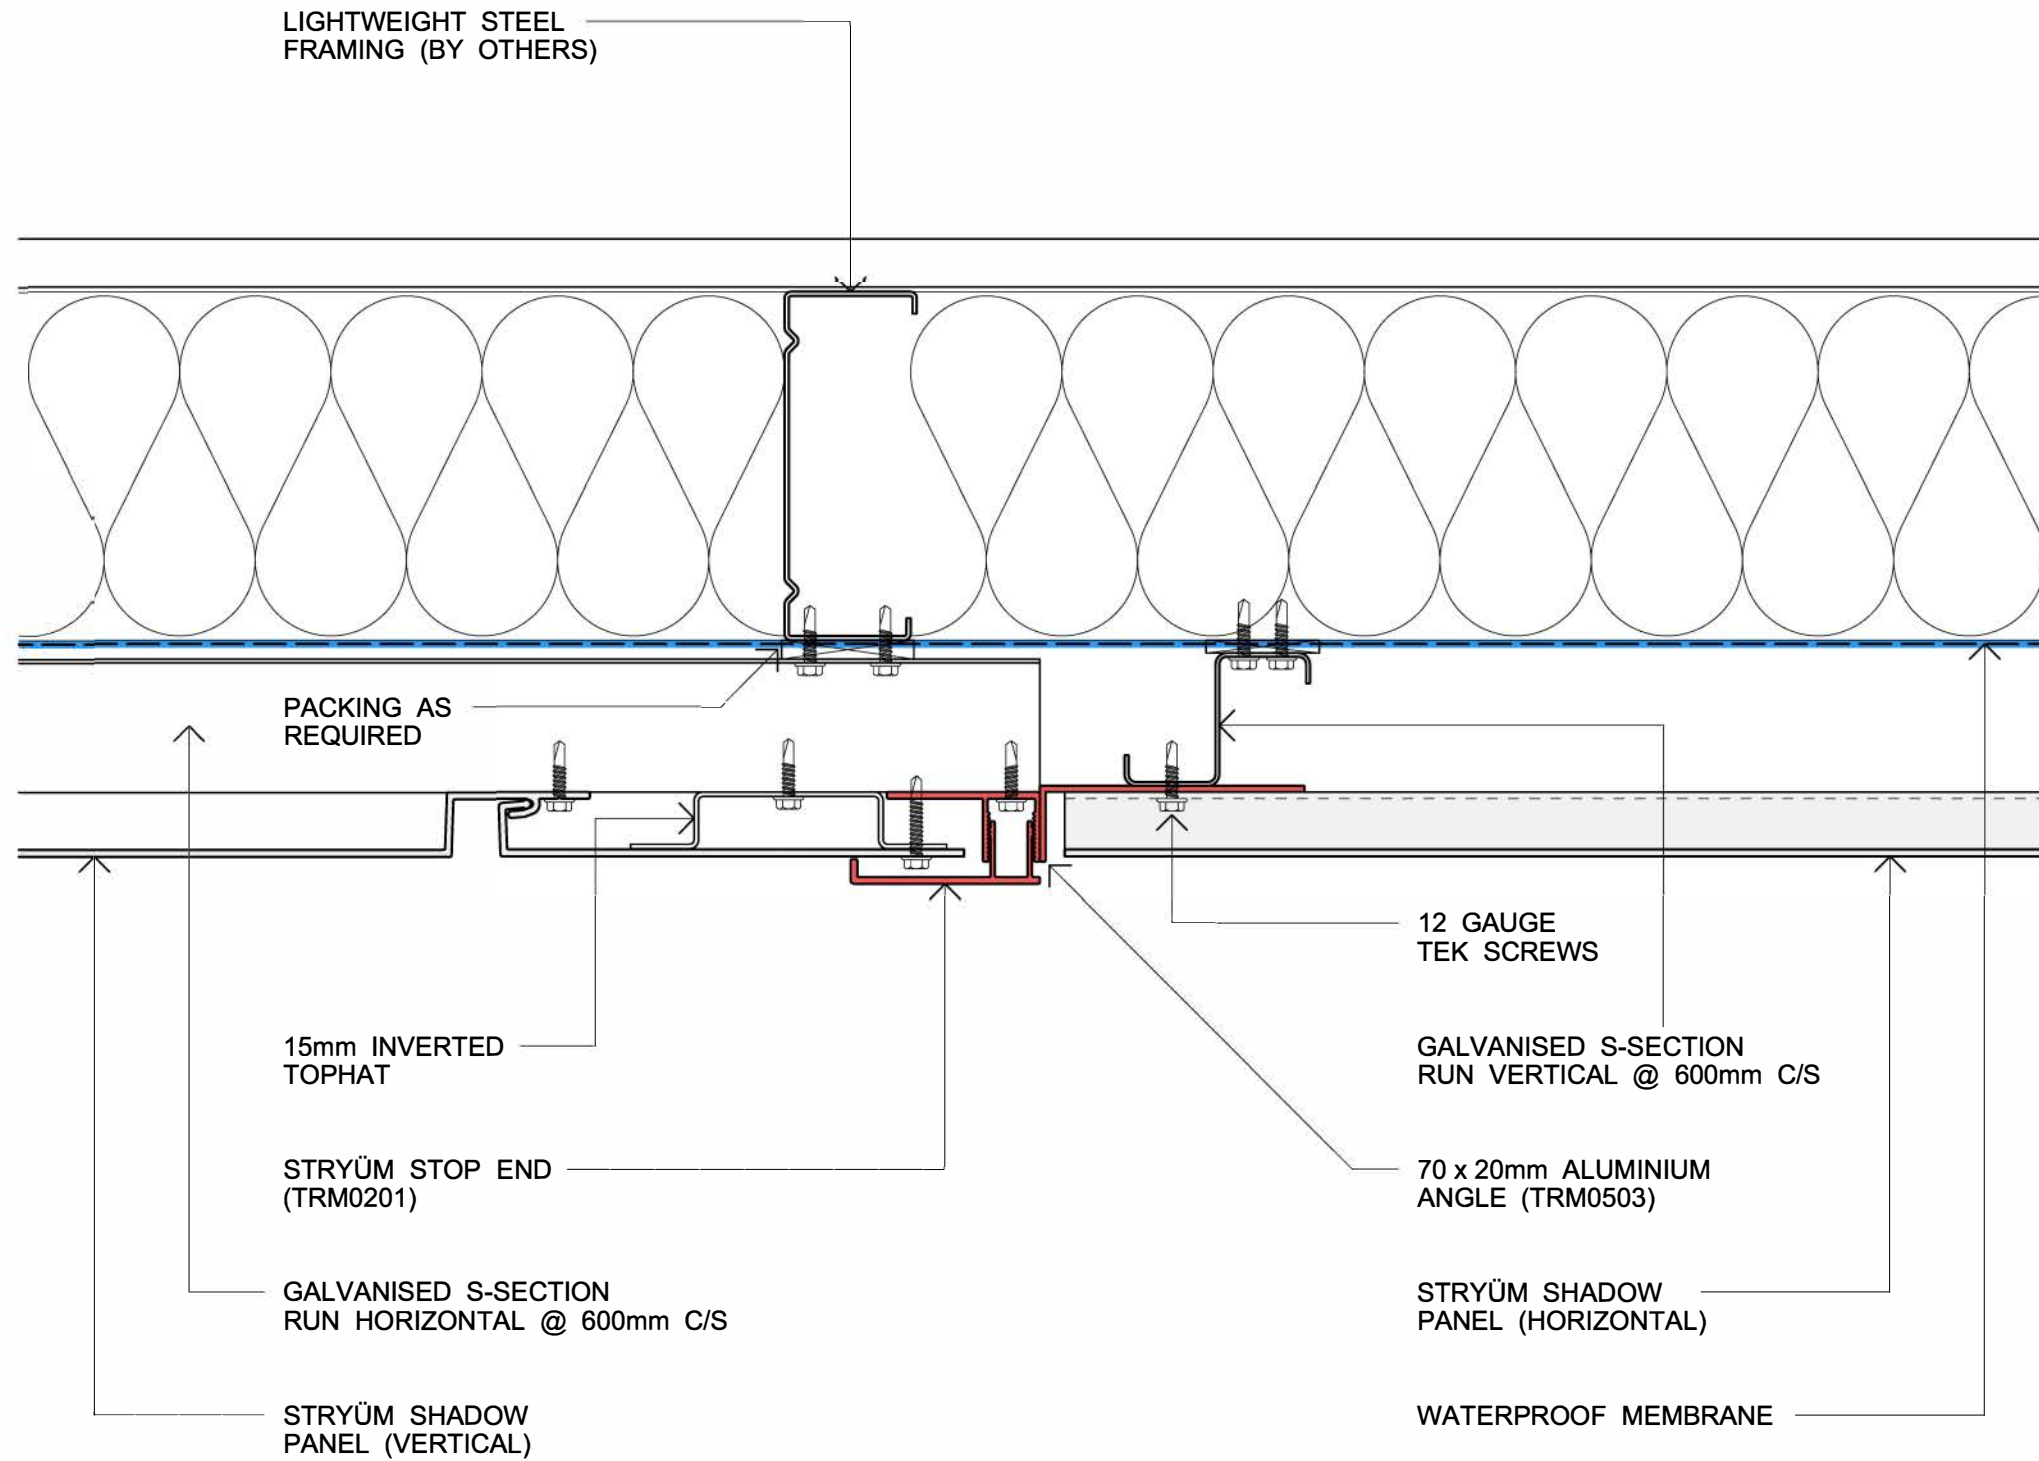 LIGHTWEIGHT STEEL
FRAMING (BY OTHERS)
PACKING AS
REQUIRED
15mm INVERTED
TOPHAT
STRYÜM STOP END
(TRM0201)
GALVANISED S-SECTION
RUN HORIZONTAL @ 600mm C/S
STRYÜM SHADOW
PANEL (VERTICAL)
12 GAUGE
TEK SCREWS
GALVANISED S-SECTION
RUN VERTICAL @ 600mm C/S
70 x 20mm ALUMINIUM
ANGLE (TRM0503)
STRYÜM SHADOW
PANEL (HORIZONTAL)
WATERPROOF MEMBRANE